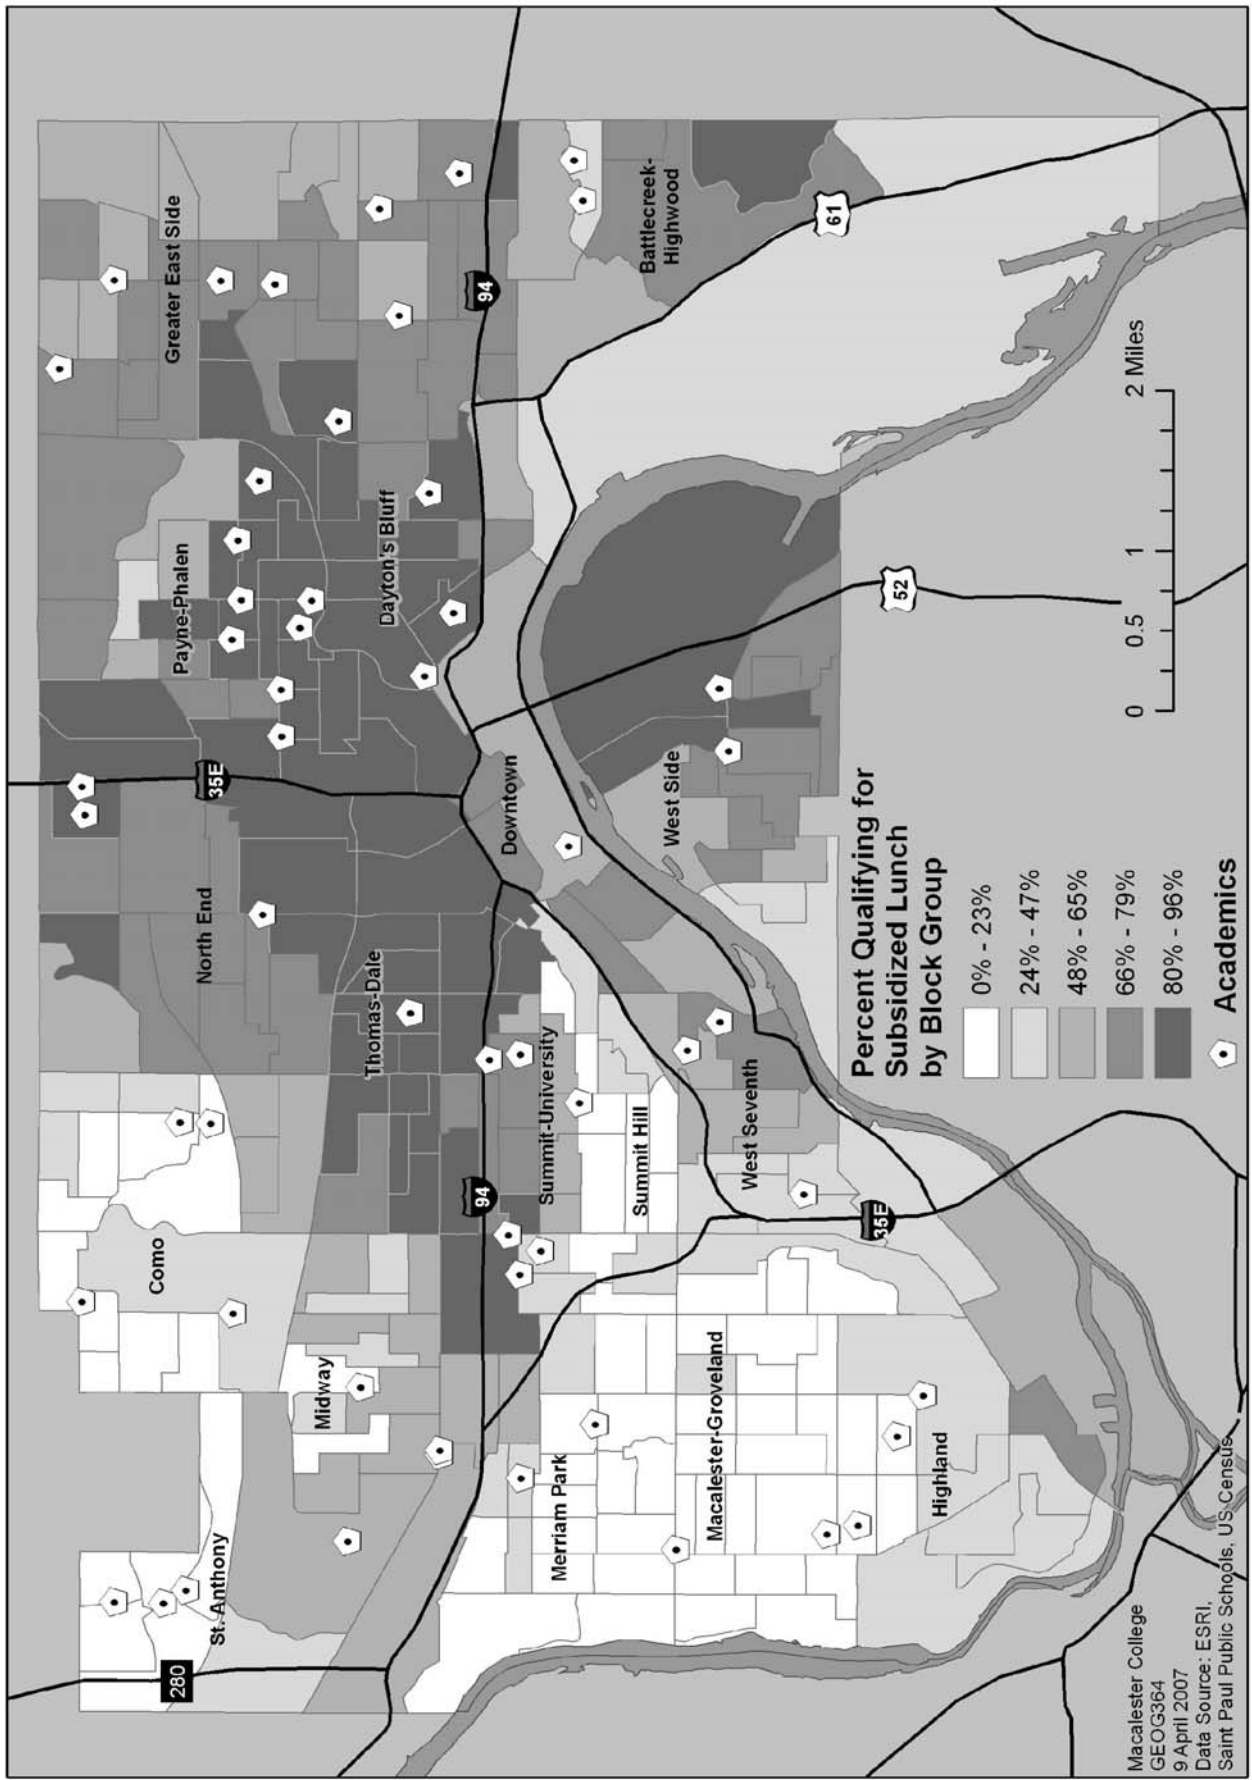 Greater East Side
Payne-Phalen
35E
North End
Como
St. Anthony
280
Dayton's Bluff
Thomas-Dale
Midway
94
94
Battlecreek-
Highwood
61
Downtown
Summit-University
Summit Hill
Merriam Park
West Side
52
West Seventh
Macalester-Groveland
35E
Highland
Percent Qualifying for
Subsidized Lunch
by Block Group
0% - 23%
24% - 47%
48% - 65%
66% - 79%
80% - 96%
Academics
0 0.5 1 2 Miles
Macalester College
GEOG364
9 April 2007
Data Source: ESRI,
Saint Paul Public Schools, US Census